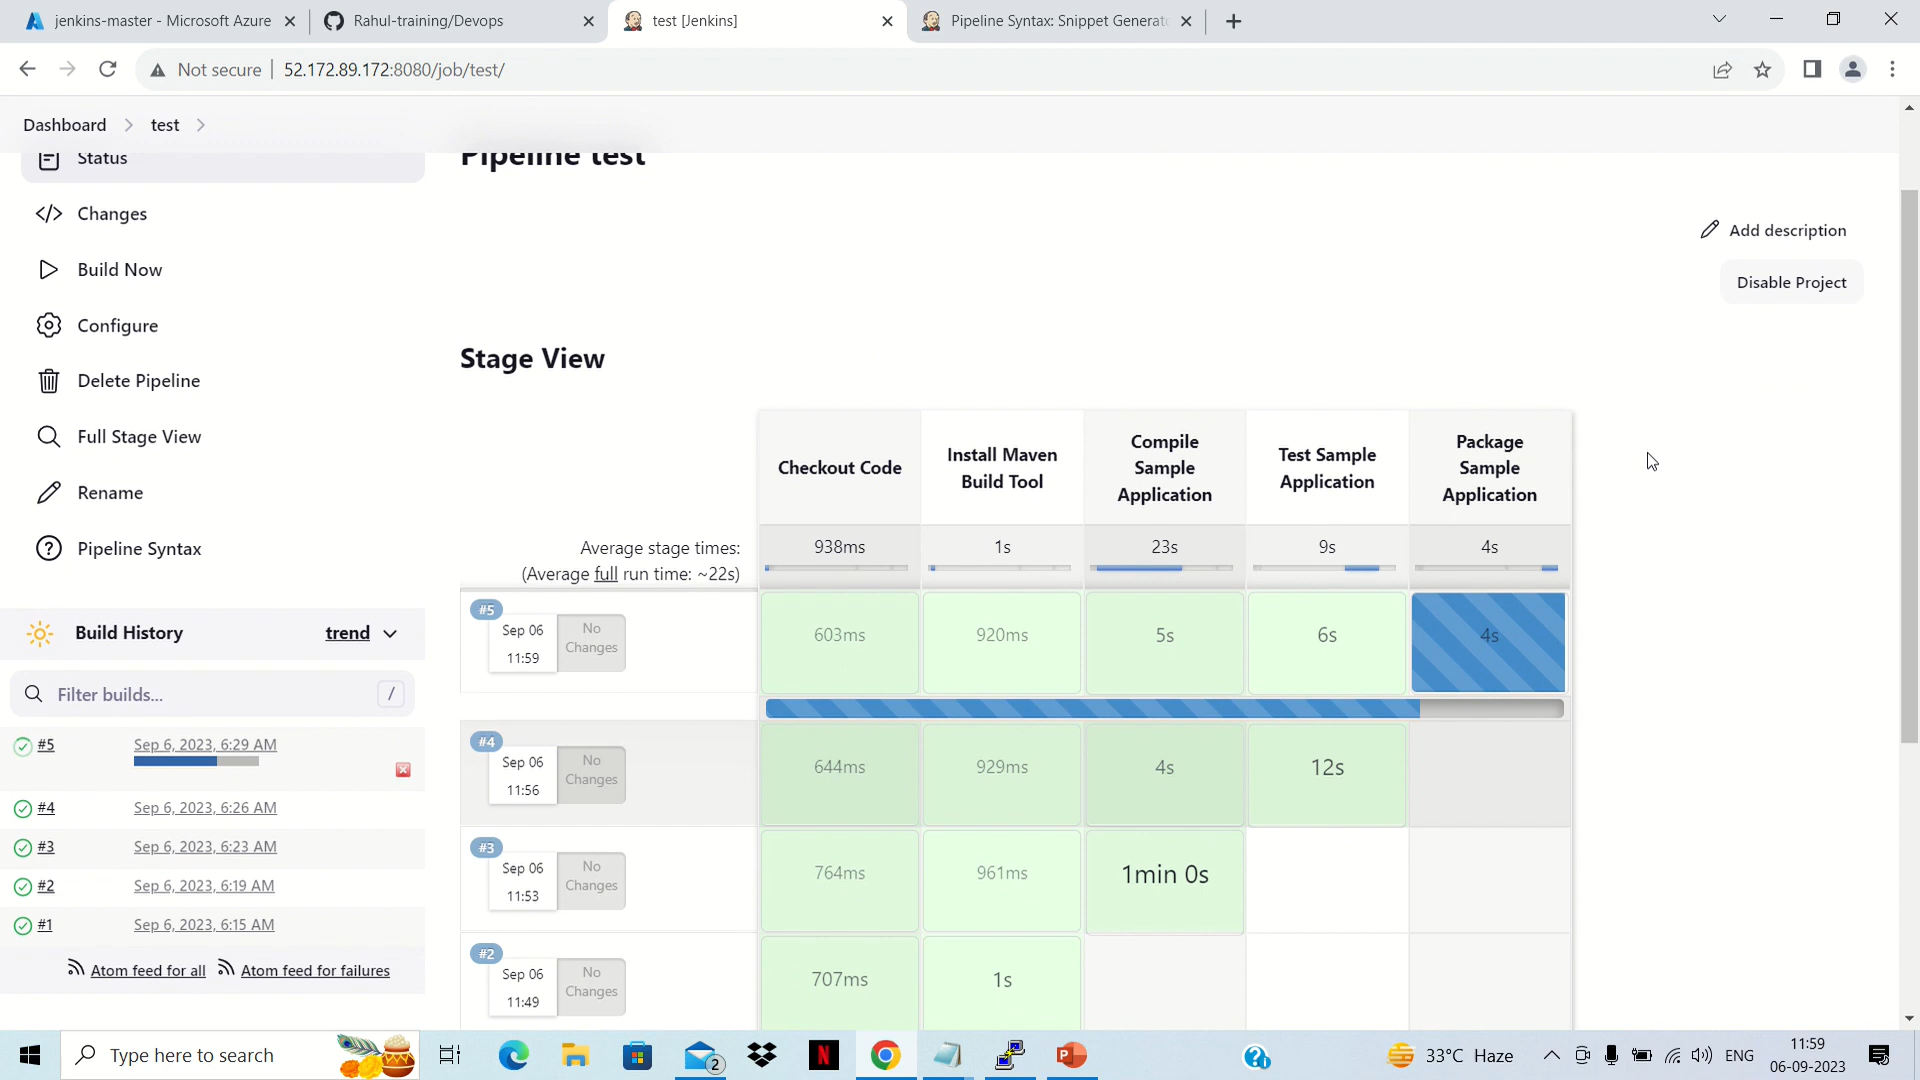 jenkins-master - Microsoft Azure
Rahul-training/Devops
test [Jenkins]
Pipeline Syntax: Snippet Generato
Not secure
52.172.89.172:8080/job/test/
Dashboard
test
Status
Changes
Build Now
Configure
Delete Pipeline
Full Stage View
Rename
Pipeline Syntax
Build History
trend
Filter builds...
/
#5
Sep 6, 2023, 6:29 AM
#4
Sep 6, 2023, 6:26 AM
#3
Sep 6, 2023, 6:23 AM
#2
Sep 6, 2023, 6:19 AM
#1
Sep 6, 2023, 6:15 AM
Atom feed for all
Atom feed for failures
Pipeline test
Add description
Disable Project
Stage View
Checkout Code
Install Maven
Build Tool
Compile
Sample
Application
Test Sample
Application
Package
Sample
Application
Average stage times:
(Average full run time: ~22s)
938ms
1s
23s
9s
4s
#5
Sep 06
11:59
No
Changes
603ms
920ms
5s
6s
4s
#4
Sep 06
11:56
No
Changes
644ms
929ms
4s
12s
#3
Sep 06
11:53
No
Changes
764ms
961ms
1min 0s
#2
Sep 06
11:49
No
Changes
707ms
1s
Type here to search
2
33°C Haze
ENG
11:59
06-09-2023